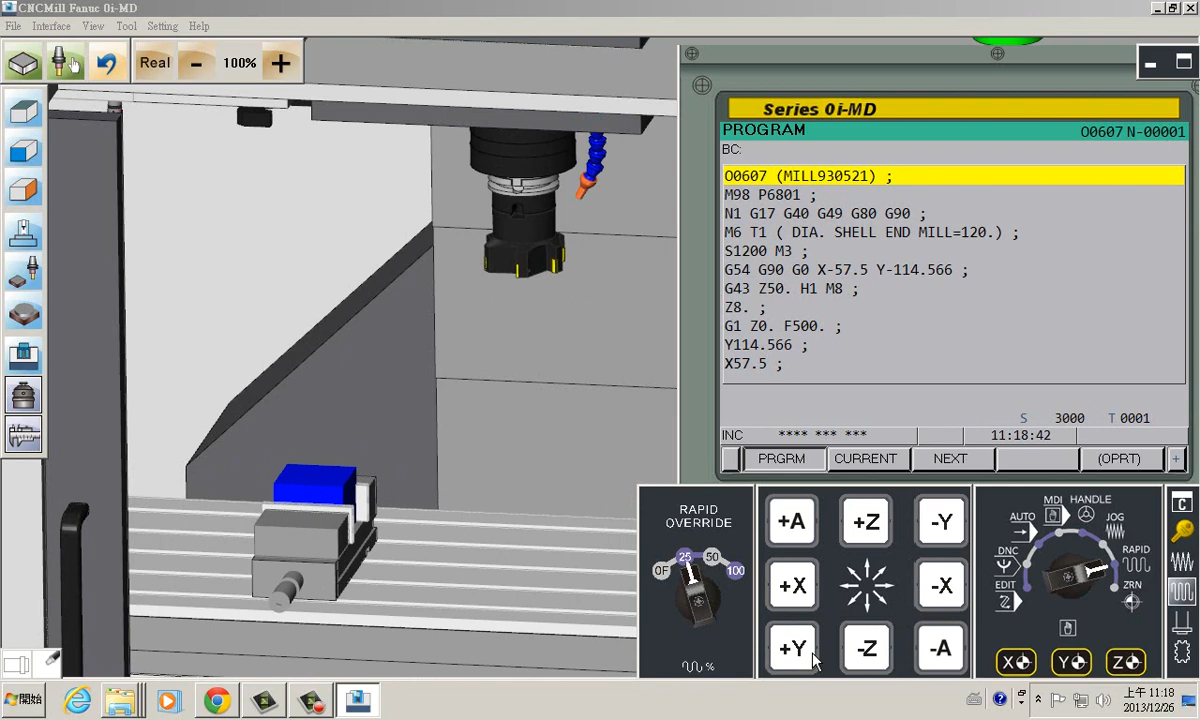 CNCMill Fanuc 0i-MD
File Interface View Tool Setting Help
Real - 100% +
Series 0i-MD
PROGRAM O0607 N-00001
BC:
O0607 (MILL930521) ;
M98 P6801 ;
N1 G17 G40 G49 G80 G90 ;
M6 T1 ( DIA. SHELL END MILL=120.) ;
S1200 M3 ;
G54 G90 G0 X-57.5 Y-114.566 ;
G43 Z50. H1 M8 ;
Z8. ;
G1 Z0. F500. ;
Y114.566 ;
X57.5 ;
S 3000 T 0001
INC **** *** *** 11:18:42
PRGRM CURRENT NEXT (OPRT) +
RAPID
OVERRIDE
0F 25 50 100
%
+A +Z -Y
+X -X
+Y -Z -A
MDI HANDLE
AUTO JOG
DNC RAPID
EDIT ZRN
X Y Z
C
開始
上午 11:18
2013/12/26